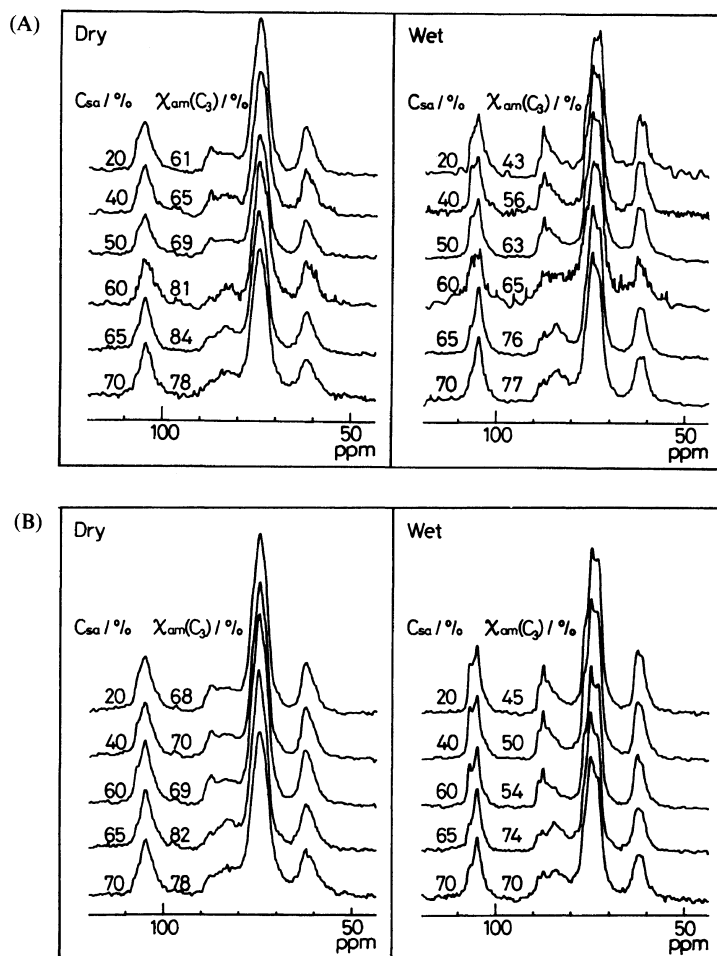 (A)
Dry
Csa / % χam(C3) / %
20 61
40 65
50 69
60 81
65 84
70 78
100 50
ppm
Wet
Csa / % χam(C3) / %
20 43
40 56
50 63
60 65
65 76
70 77
100 50
ppm
(B)
Dry
Csa / % χam(C3) / %
20 68
40 70
60 69
65 82
70 78
100 50
ppm
Wet
Csa / % χam(C3) / %
20 45
40 50
60 54
65 74
70 70
100 50
ppm